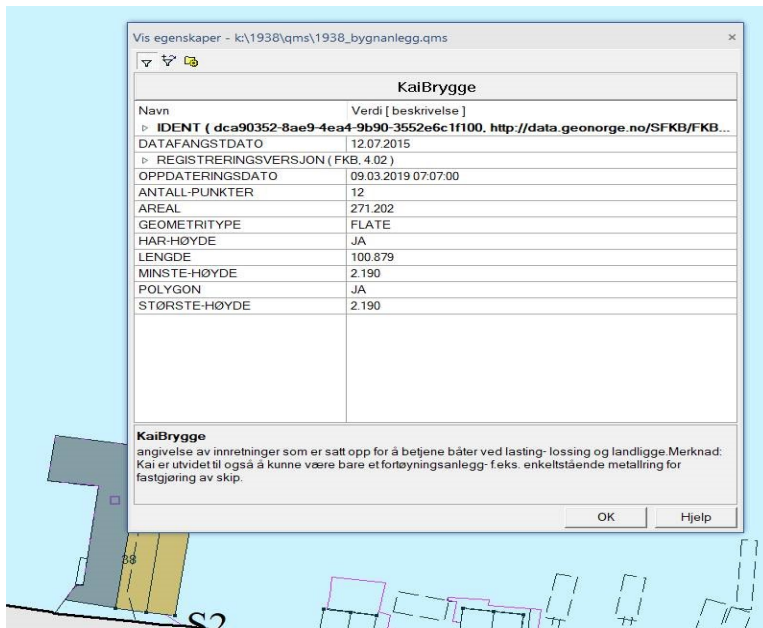 Vis egenskaper - k:\1938\qms\1938_bygnanlegg.qms
KaiBrygge
Navn Verdi [ beskrivelse ]
IDENT ( dca90352-8ae9-4ea4-9b90-3552e6c1f100, http://data.geonorge.no/SFKB/FKB...
DATAFANGSTDATO 12.07.2015
REGISTRERINGSVERSJON ( FKB, 4.02 )
OPPDATERINGSDATO 09.03.2019 07:07:00
ANTALL-PUNKTER 12
AREAL 271.202
GEOMETRITYPE FLATE
HAR-HØYDE JA
LENGDE 100.879
MINSTE-HØYDE 2.190
POLYGON JA
STØRSTE-HØYDE 2.190
KaiBrygge
angivelse av innretninger som er satt opp for å betjene båter ved lasting- lossing og landligge.Merknad:
Kai er utvidet til også å kunne være bare et fortøyningsanlegg- f.eks. enkeltstående metallring for
fastgjøring av skip.
OK Hjelp
38
S2